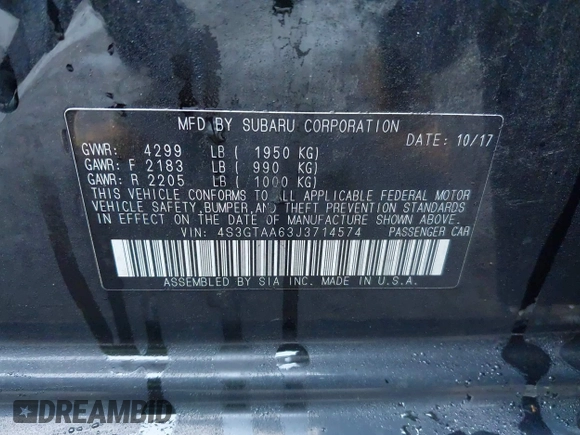 MFD BY SUBARU CORPORATION
DATE: 10/17
GVWR: 4299 LB ( 1950 KG)
GAWR: F 2183 LB ( 990 KG)
GAWR: R 2205 LB ( 1000 KG)
THIS VEHICLE CONFORMS TO ALL APPLICABLE FEDERAL MOTOR
VEHICLE SAFETY BUMPER, AND THEFT PREVENTION STANDARDS
IN EFFECT ON THE DATE OF MANUFACTURE SHOWN ABOVE.
VIN: 4S3GTAA63J3714574 PASSENGER CAR
ASSEMBLED BY SIA INC. MADE IN U.S.A.
DREAMBID